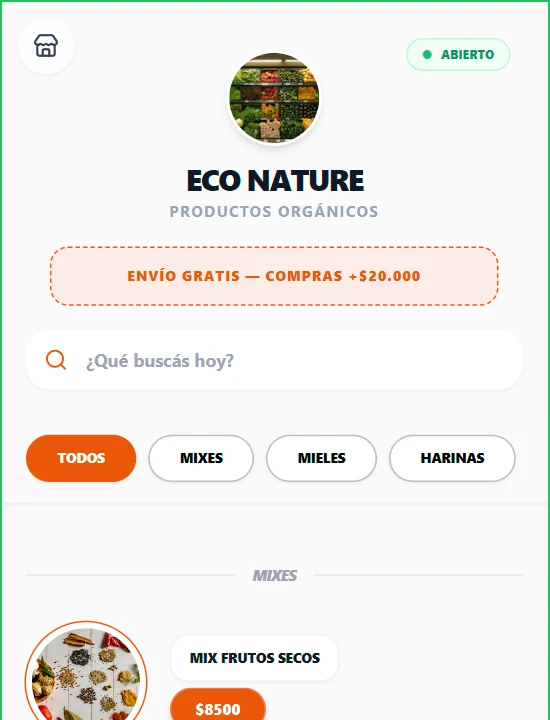 ABIERTO
ECO NATURE
PRODUCTOS ORGÁNICOS
ENVÍO GRATIS — COMPRAS +$20.000
¿Qué buscás hoy?
TODOS
MIXES
MIELES
HARINAS
MIXES
MIX FRUTOS SECOS
$8500